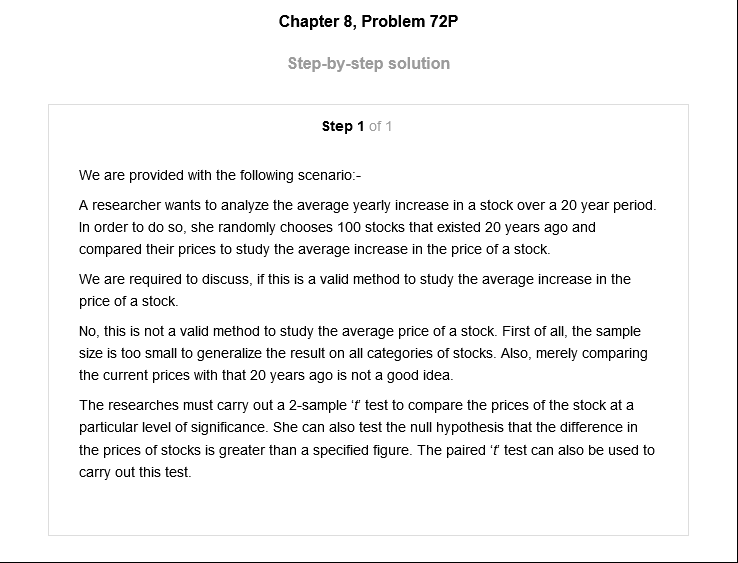 Chapter 8, Problem 72P
Step-by-step solution
Step 1 of 1
We are provided with the following scenario:-
A researcher wants to analyze the average yearly increase in a stock over a 20 year period.
In order to do so, she randomly chooses 100 stocks that existed 20 years ago and
compared their prices to study the average increase in the price of a stock.
We are required to discuss, if this is a valid method to study the average increase in the
price of a stock.
No, this is not a valid method to study the average price of a stock. First of all, the sample
size is too small to generalize the result on all categories of stocks. Also, merely comparing
the current prices with that 20 years ago is not a good idea.
The researches must carry out a 2-sample ‘t’ test to compare the prices of the stock at a
particular level of significance. She can also test the null hypothesis that the difference in
the prices of stocks is greater than a specified figure. The paired ‘t’ test can also be used to
carry out this test.